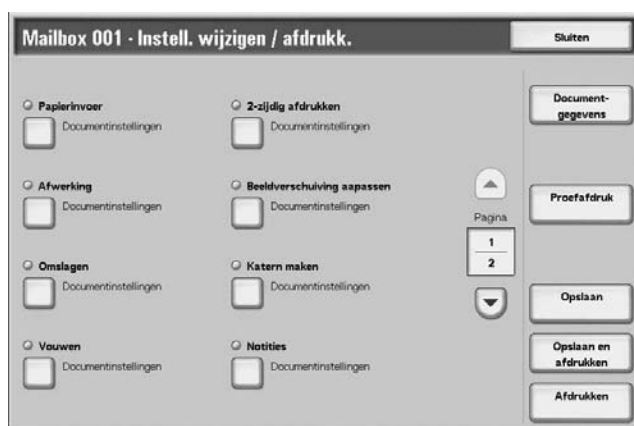 Mailbox 001 - Instell. wijzigen / afdrukk.
Sluiten
Papierinvoer
Documentinstellingen
2-zijdig afdrukken
Documentinstellingen
Document-
gegevens
Afwerking
Documentinstellingen
Beeldverschuiving aapassen
Documentinstellingen
Proefafdruk
Pagina
1
2
Omslagen
Documentinstellingen
Katern maken
Documentinstellingen
Opslaan
Vouwen
Documentinstellingen
Notities
Documentinstellingen
Opslaan en
afdrukken
Afdrukken